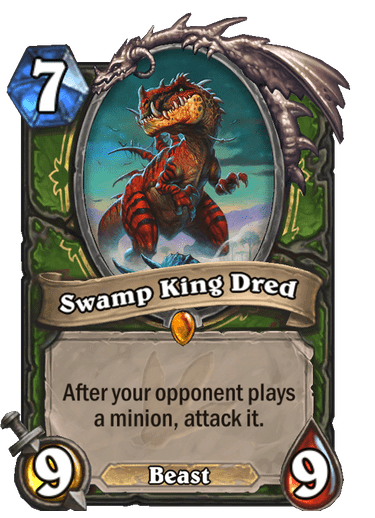 7
Swamp King Dred
After your opponent plays
a minion, attack it.
9
Beast
9